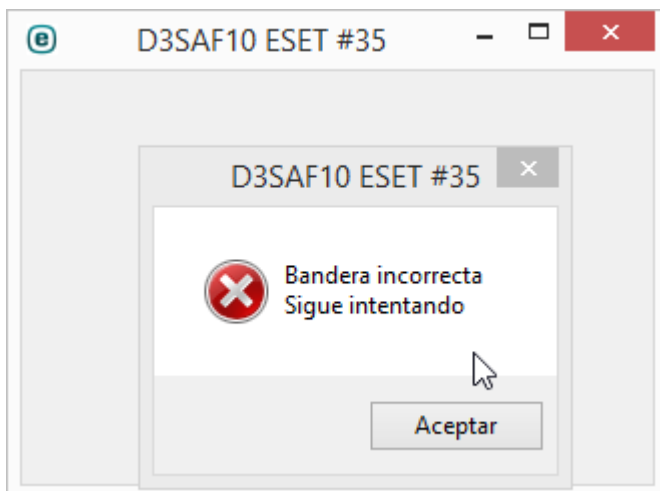 D3SAF10 ESET #35
D3SAF10 ESET #35
Bandera incorrecta
Sigue intentando
Aceptar